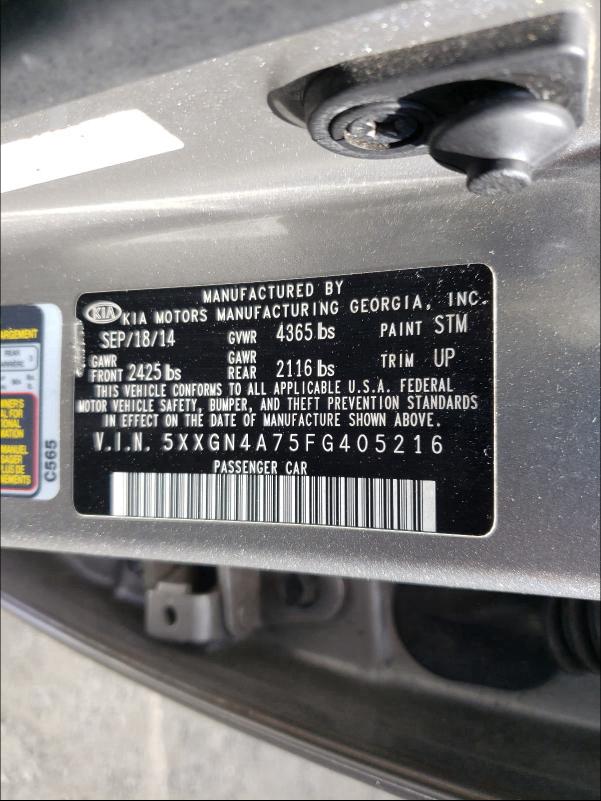 MANUFACTURED BY
KIA
KIA MOTORS MANUFACTURING GEORGIA, INC.
SEP/18/14 GVWR 4365 lbs PAINT STM
GAWR FRONT 2425 lbs GAWR REAR 2116 lbs TRIM UP
THIS VEHICLE CONFORMS TO ALL APPLICABLE U.S.A. FEDERAL
MOTOR VEHICLE SAFETY, BUMPER, AND THEFT PREVENTION STANDARDS
IN EFFECT ON THE DATE OF MANUFACTURE SHOWN ABOVE.
V.I.N. 5XXGN4A75FG405216
PASSENGER CAR
REAR
C565